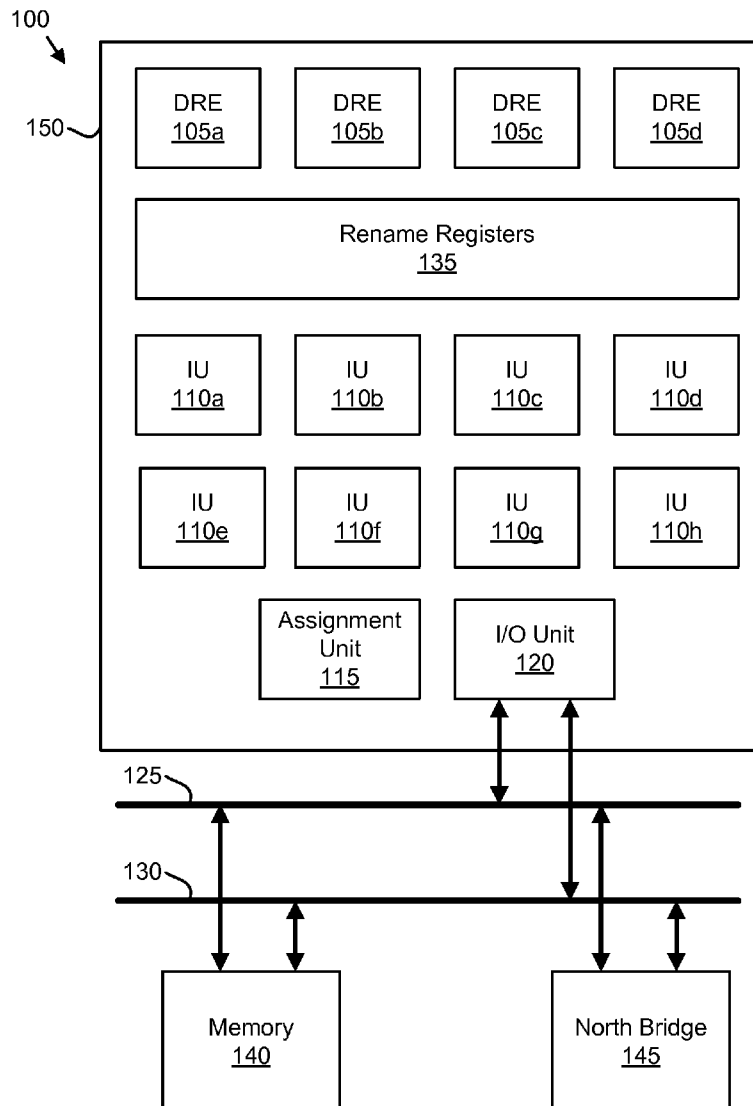 100
150
DRE
105a
DRE
105b
DRE
105c
DRE
105d
Rename Registers
135
IU
110a
IU
110b
IU
110c
IU
110d
IU
110e
IU
110f
IU
110g
IU
110h
Assignment
Unit
115
I/O Unit
120
125
130
Memory
140
North Bridge
145